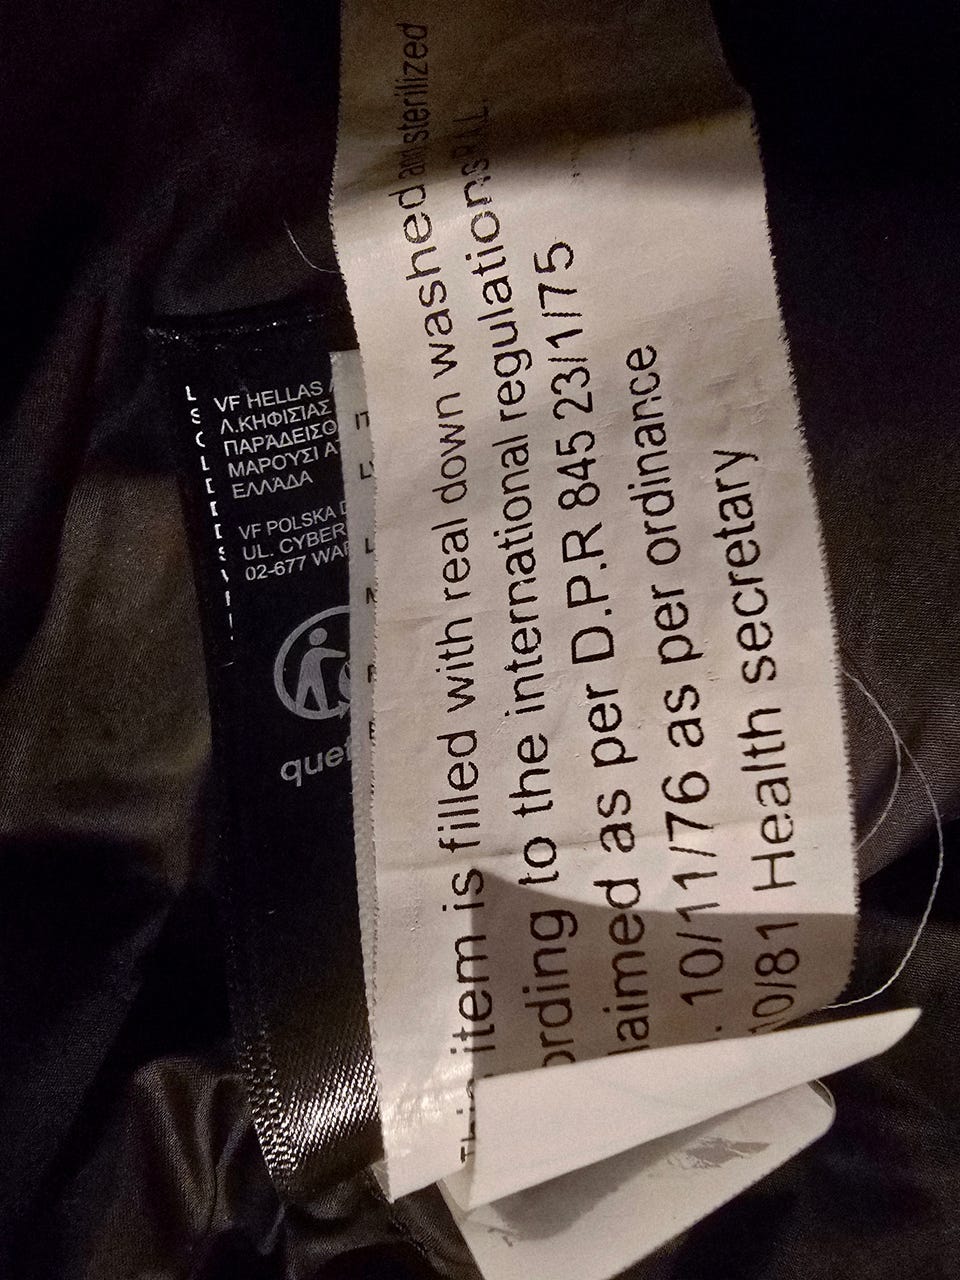 item is filled with real down washed and sterilized
ording to the international regulations
laimed as per D.P.R 845 23/1/75
. 10/11/76 as per ordinance
10/81 Health secretary
VF HELLAS
Λ.ΚΗΦΙΣΙΑΣ
ΠΑΡΑΔΕΙΣΟ
ΜΑΡΟΥΣΙ Α
ΕΛΛΑΔΑ
VF POLSKA D
UL. CYBER
02-677 WAR
quef